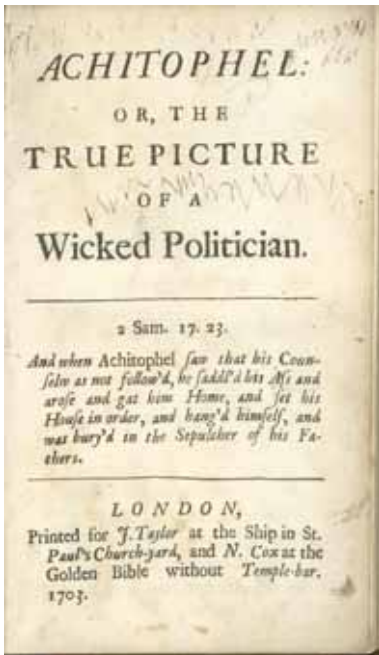 ACHITOPHEL:
OR, THE
TRUE PICTURE
OF A
Wicked Politician.
2 Sam. 17. 23.
And when Achitophel ſaw that his Coun-
ſelw as not follow'd, he ſaddl'd his Aſs and
aroſe and gat him Home, and ſet his
Houſe in order, and hang'd himſelf, and
was bury'd in the Sepulcher of his Fa-
thers.
LONDON,
Printed for J. Taylor at the Ship in St.
Paul's Church-yard, and N. Cox at the
Golden Bible without Temple-bar.
1703.